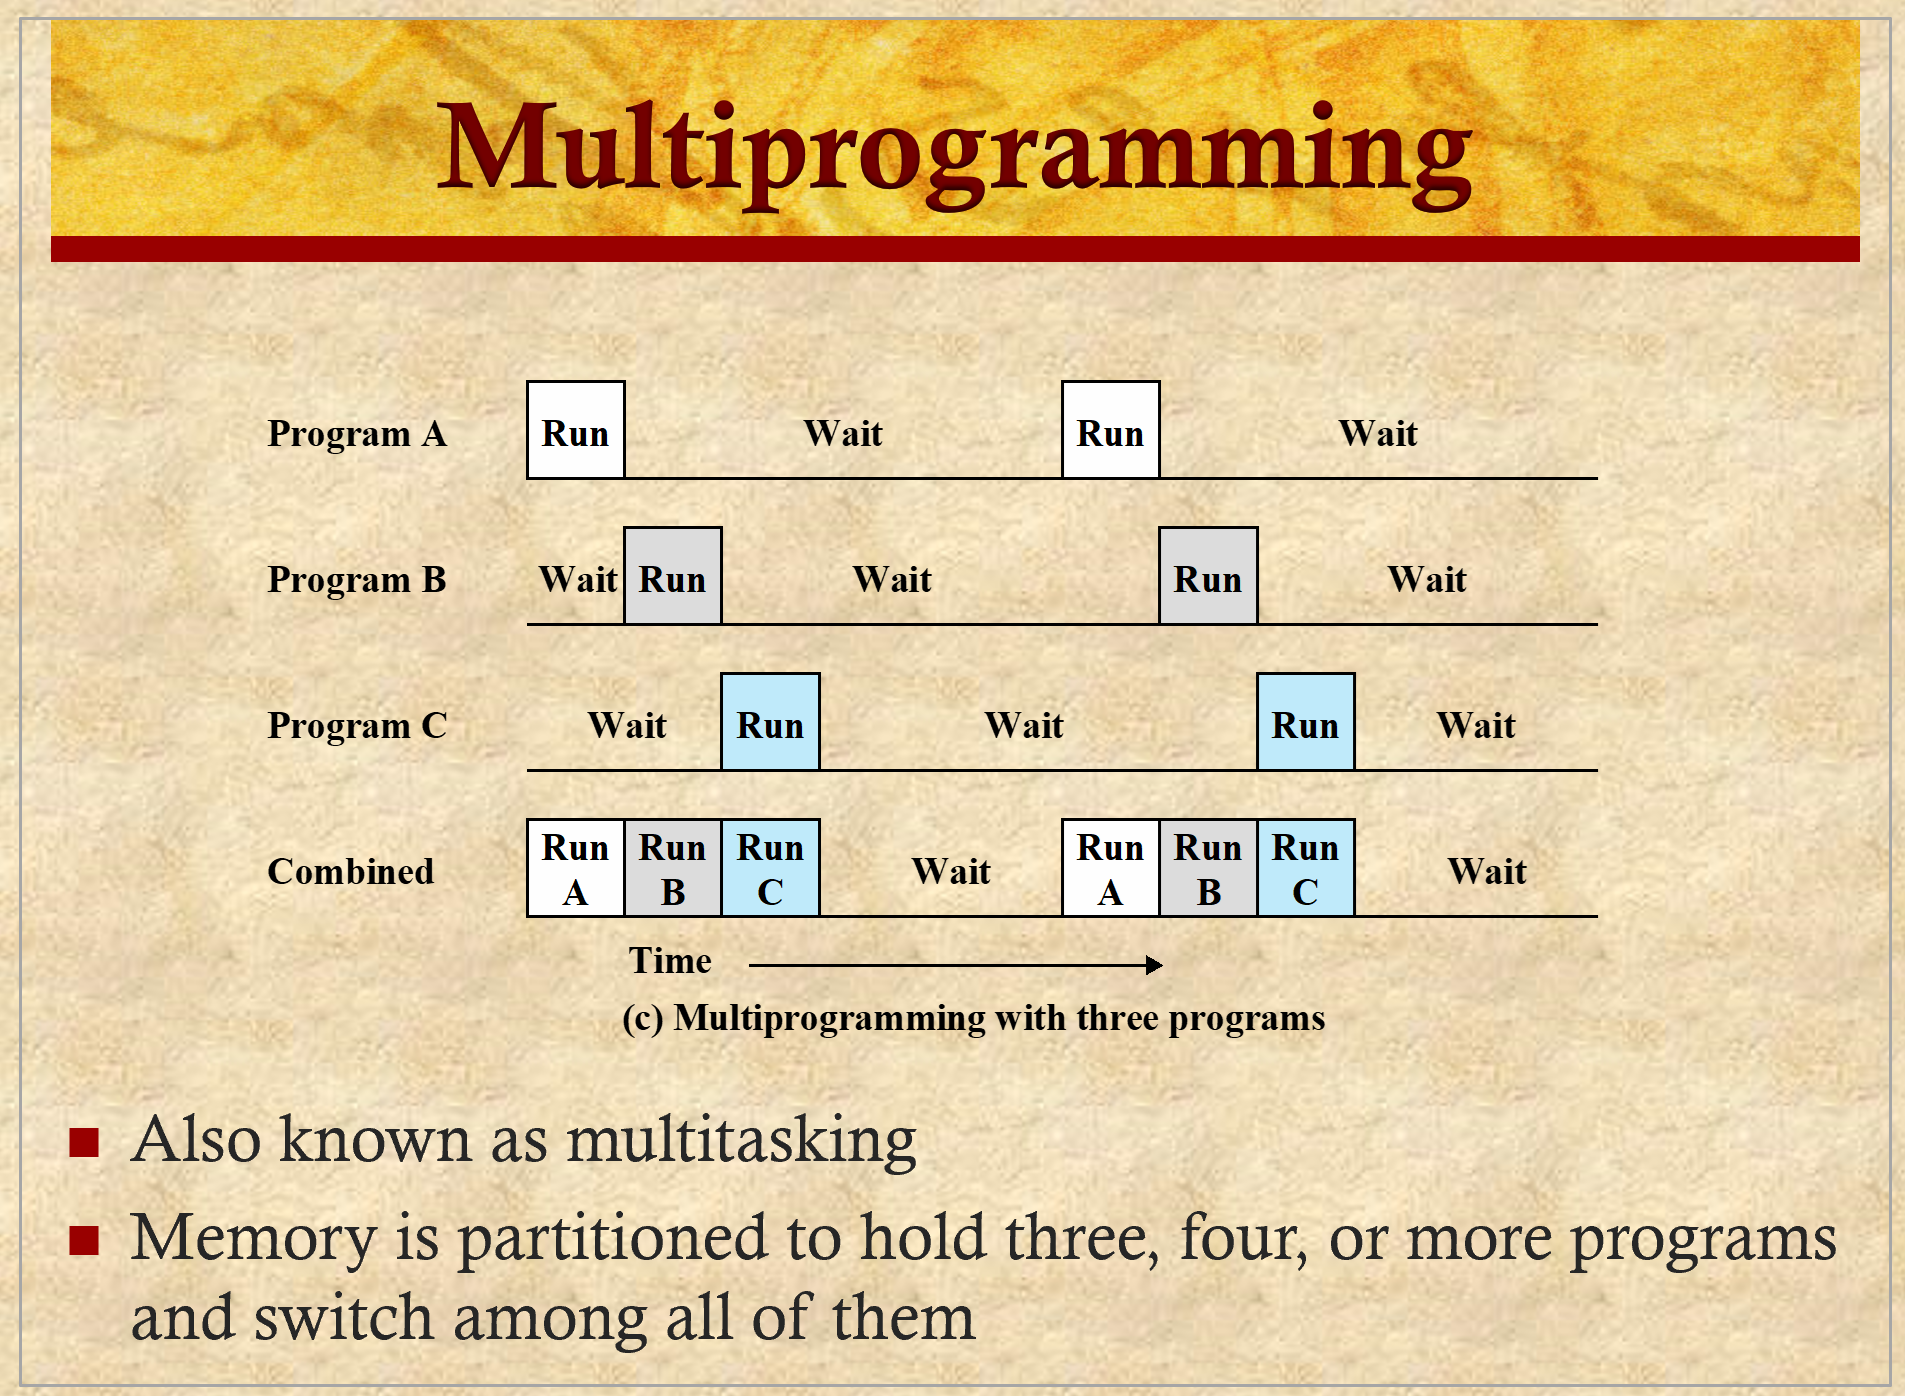 Multiprogramming
Program A Run Wait Run Wait
Program B Wait Run Wait Run Wait
Program C Wait Run Wait Run Wait
Combined Run A Run B Run C Wait Run A Run B Run C Wait
Time
(c) Multiprogramming with three programs
Also known as multitasking
Memory is partitioned to hold three, four, or more programs
and switch among all of them